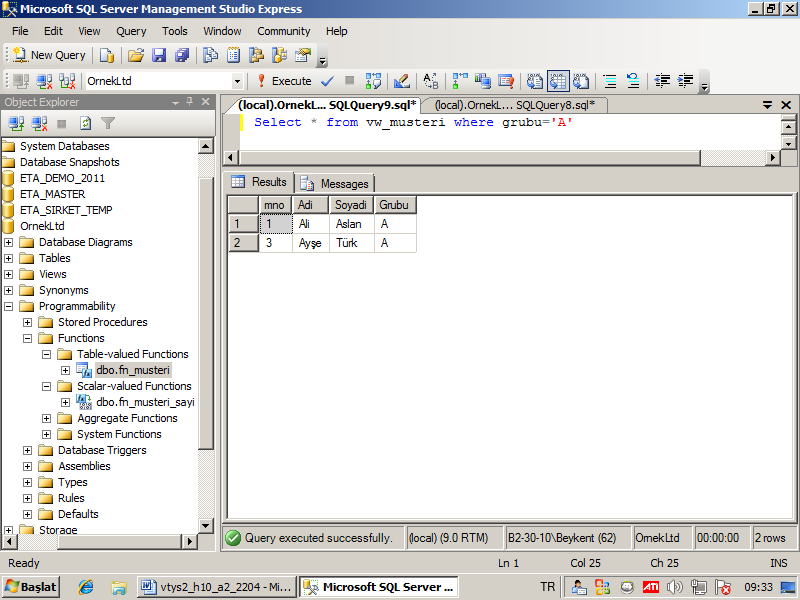 Microsoft SQL Server Management Studio Express
File Edit View Query Tools Window Community Help
New Query
OrnekLtd Execute
Object Explorer
System Databases
Database Snapshots
ETA_DEMO_2011
ETA_MASTER
ETA_SIRKET_TEMP
OrnekLtd
Database Diagrams
Tables
Views
Synonyms
Programmability
Stored Procedures
Functions
Table-valued Functions
dbo.fn_musteri
Scalar-valued Functions
dbo.fn_musteri_sayi
Aggregate Functions
System Functions
Database Triggers
Assemblies
Types
Rules
Defaults
Storage
(local).OrnekL... SQLQuery9.sql* (local).OrnekL... SQLQuery8.sql*
Select * from vw_musteri where grubu='A'
Results Messages
mno Adi Soyadi Grubu
1 1 Ali Aslan A
2 3 Ayşe Türk A
Query executed successfully. (local) (9.0 RTM) B2-30-10\Beykent (62) OrnekLtd 00:00:00 2 rows
Ready Ln 1 Col 25 Ch 25 INS
Başlat vtys2_h10_a2_2204 - Mi... Microsoft SQL Server ... TR ATI 09:33